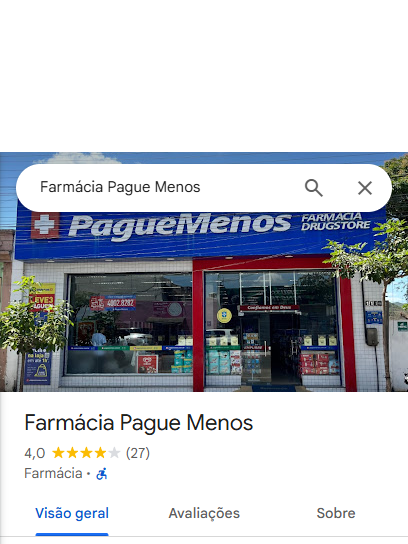 Farmácia Pague Menos
PagueMenos
FARMÁCIA
DRUGSTORE
LEVE3
4002.8282
Confiamos em Deus
Farmácia Pague Menos
4,0 (27)
Farmácia ·
Visão geral
Avaliações
Sobre